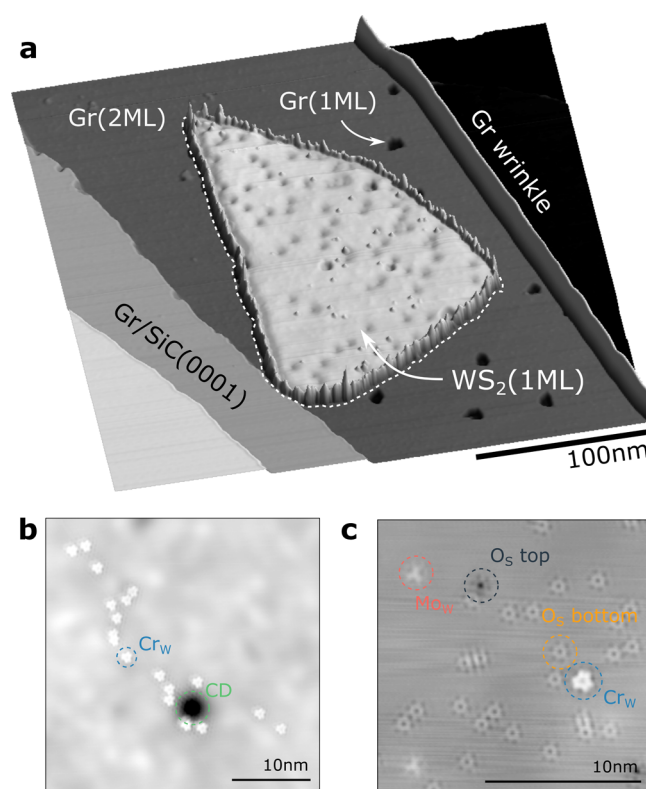 a
Gr(2ML)
Gr(1ML)
Gr wrinkle
Gr/SiC(0001)
WS₂(1ML)
100nm
b
CrW
CD
10nm
c
MoW
OS top
OS bottom
CrW
10nm